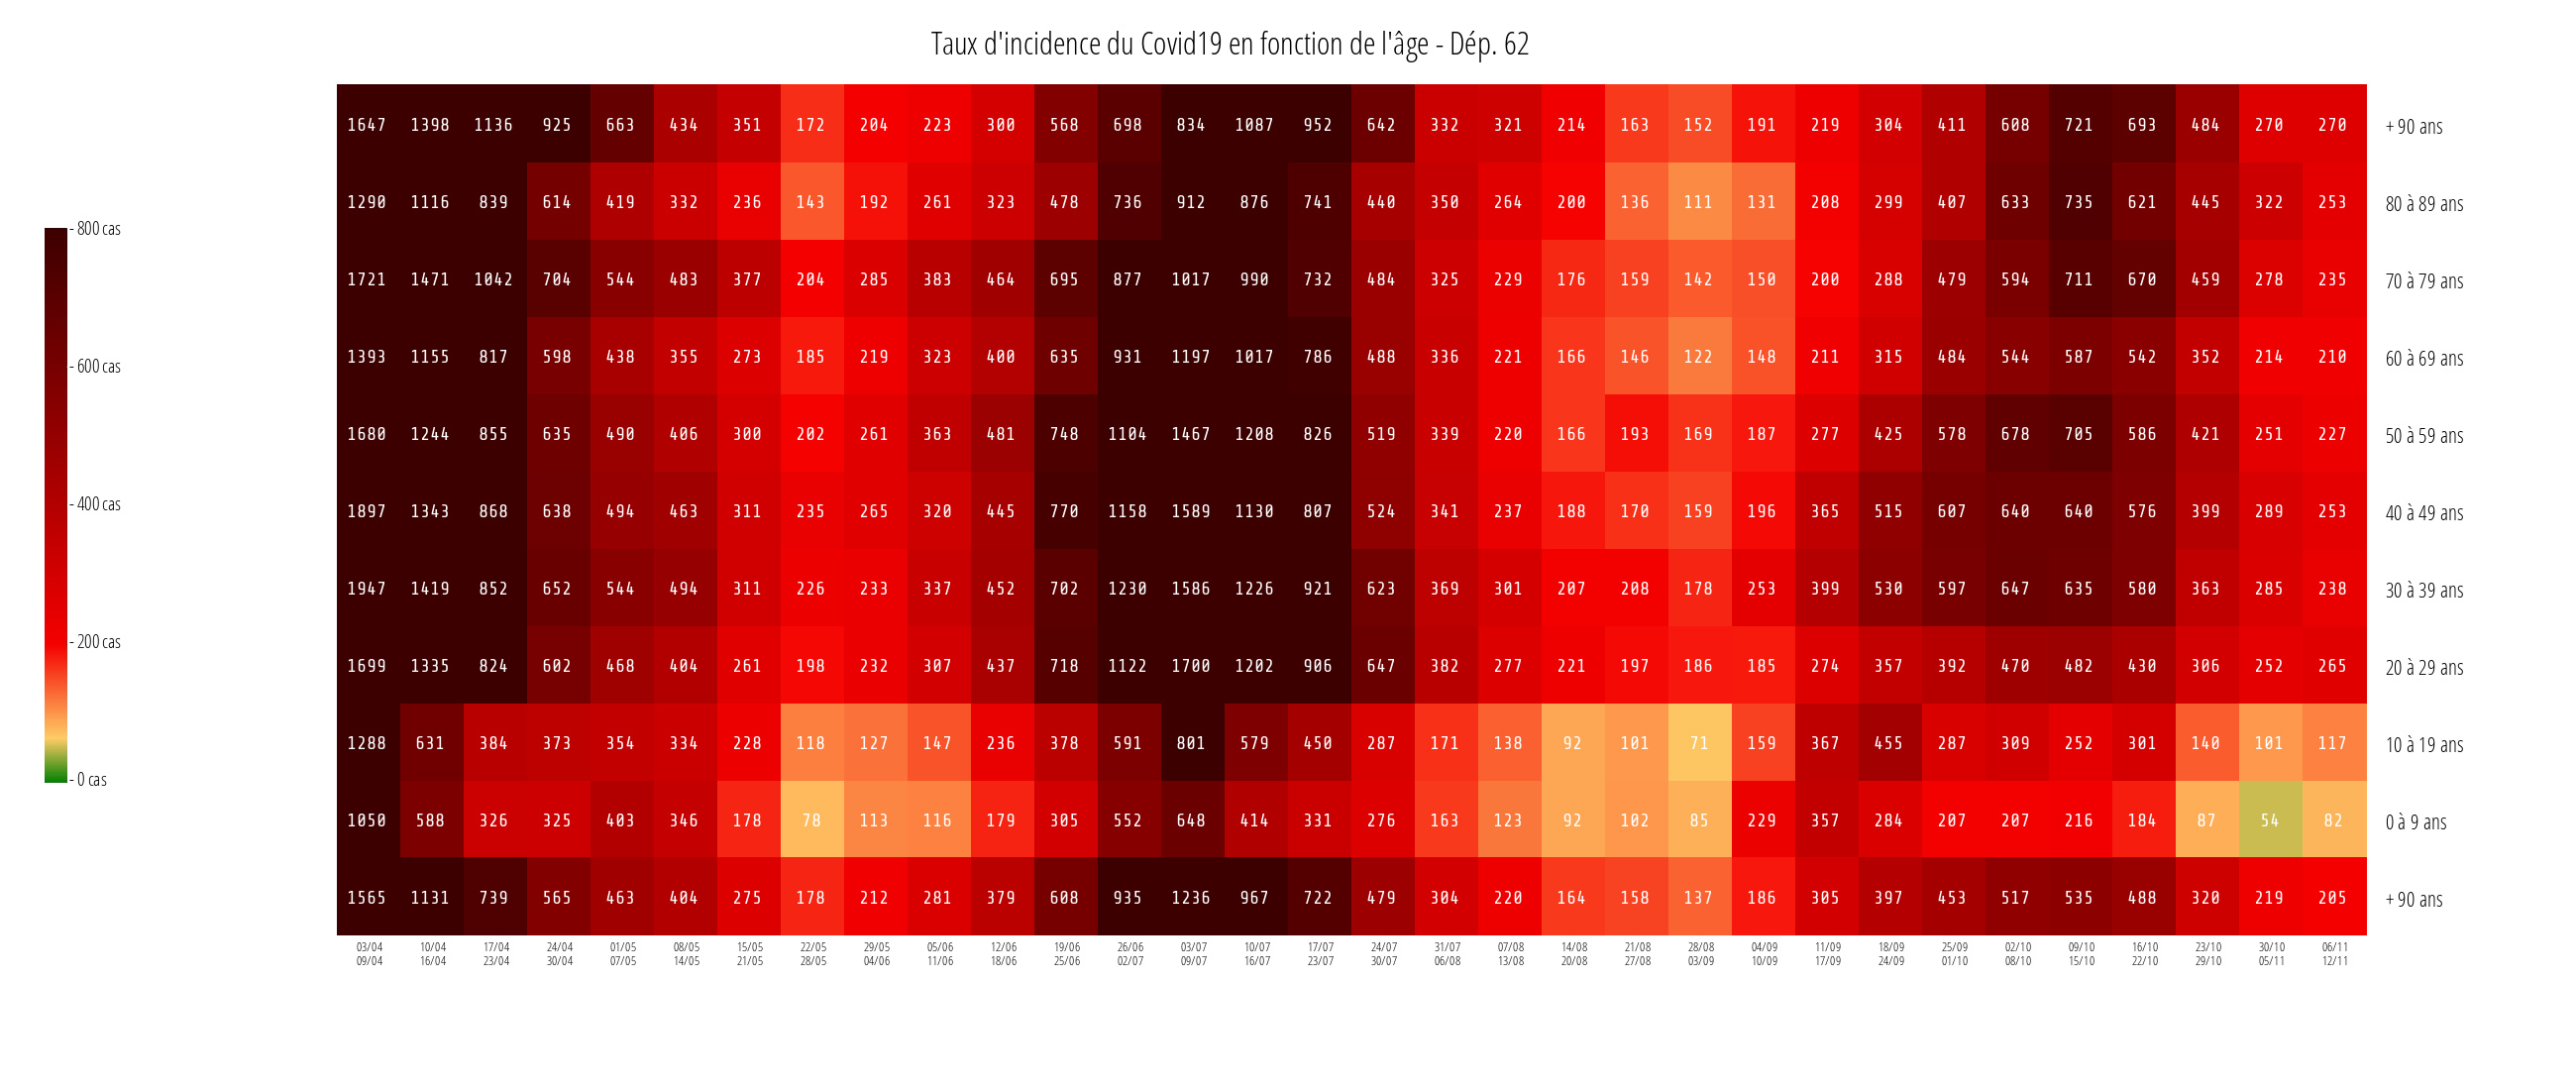 Taux d'incidence du Covid19 en fonction de l'âge - Dép. 62
1647 1398 1136 925 663 434 351 172 204 223 300 568 698 834 1087 952 642 332 321 214 163 152 191 219 304 411 608 721 693 484 270 270 + 90 ans
1290 1116 839 614 419 332 236 143 192 261 323 478 736 912 876 741 440 350 264 200 136 111 131 208 299 407 633 735 621 445 322 253 80 à 89 ans
- 800 cas
1721 1471 1042 704 544 483 377 204 285 383 464 695 877 1017 990 732 484 325 229 176 159 142 150 200 288 479 594 711 670 459 278 235 70 à 79 ans
1393 1155 817 598 438 355 273 185 219 323 400 635 931 1197 1017 786 488 336 221 166 146 122 148 211 315 484 544 587 542 352 214 210 60 à 69 ans
- 600 cas
1680 1244 855 635 490 406 300 202 261 363 481 748 1104 1467 1208 826 519 339 220 166 193 169 187 277 425 578 678 705 586 421 251 227 50 à 59 ans
- 400 cas
1897 1343 868 638 494 463 311 235 265 320 445 770 1158 1589 1130 807 524 341 237 188 170 159 196 365 515 607 640 640 576 399 289 253 40 à 49 ans
1947 1419 852 652 544 494 311 226 233 337 452 702 1230 1586 1226 921 623 369 301 207 208 178 253 399 530 597 647 635 580 363 285 238 30 à 39 ans
- 200 cas
1699 1335 824 602 468 404 261 198 232 307 437 718 1122 1700 1202 906 647 382 277 221 197 186 185 274 357 392 470 482 430 306 252 265 20 à 29 ans
1288 631 384 373 354 334 228 118 127 147 236 378 591 801 579 450 287 171 138 92 101 71 159 367 455 287 309 252 301 140 101 117 10 à 19 ans
- 0 cas
1050 588 326 325 403 346 178 78 113 116 179 305 552 648 414 331 276 163 123 92 102 85 229 357 284 207 207 216 184 87 54 82 0 à 9 ans
1565 1131 739 565 463 404 275 178 212 281 379 608 935 1236 967 722 479 304 220 164 158 137 186 305 397 453 517 535 488 320 219 205 + 90 ans
03/04 10/04 17/04 24/04 01/05 08/05 15/05 22/05 29/05 05/06 12/06 19/06 26/06 03/07 10/07 17/07 24/07 31/07 07/08 14/08 21/08 28/08 04/09 11/09 18/09 25/09 02/10 09/10 16/10 23/10 30/10 06/11
09/04 16/04 23/04 30/04 07/05 14/05 21/05 28/05 04/06 11/06 18/06 25/06 02/07 09/07 16/07 23/07 30/07 06/08 13/08 20/08 27/08 03/09 10/09 17/09 24/09 01/10 08/10 15/10 22/10 29/10 05/11 12/11